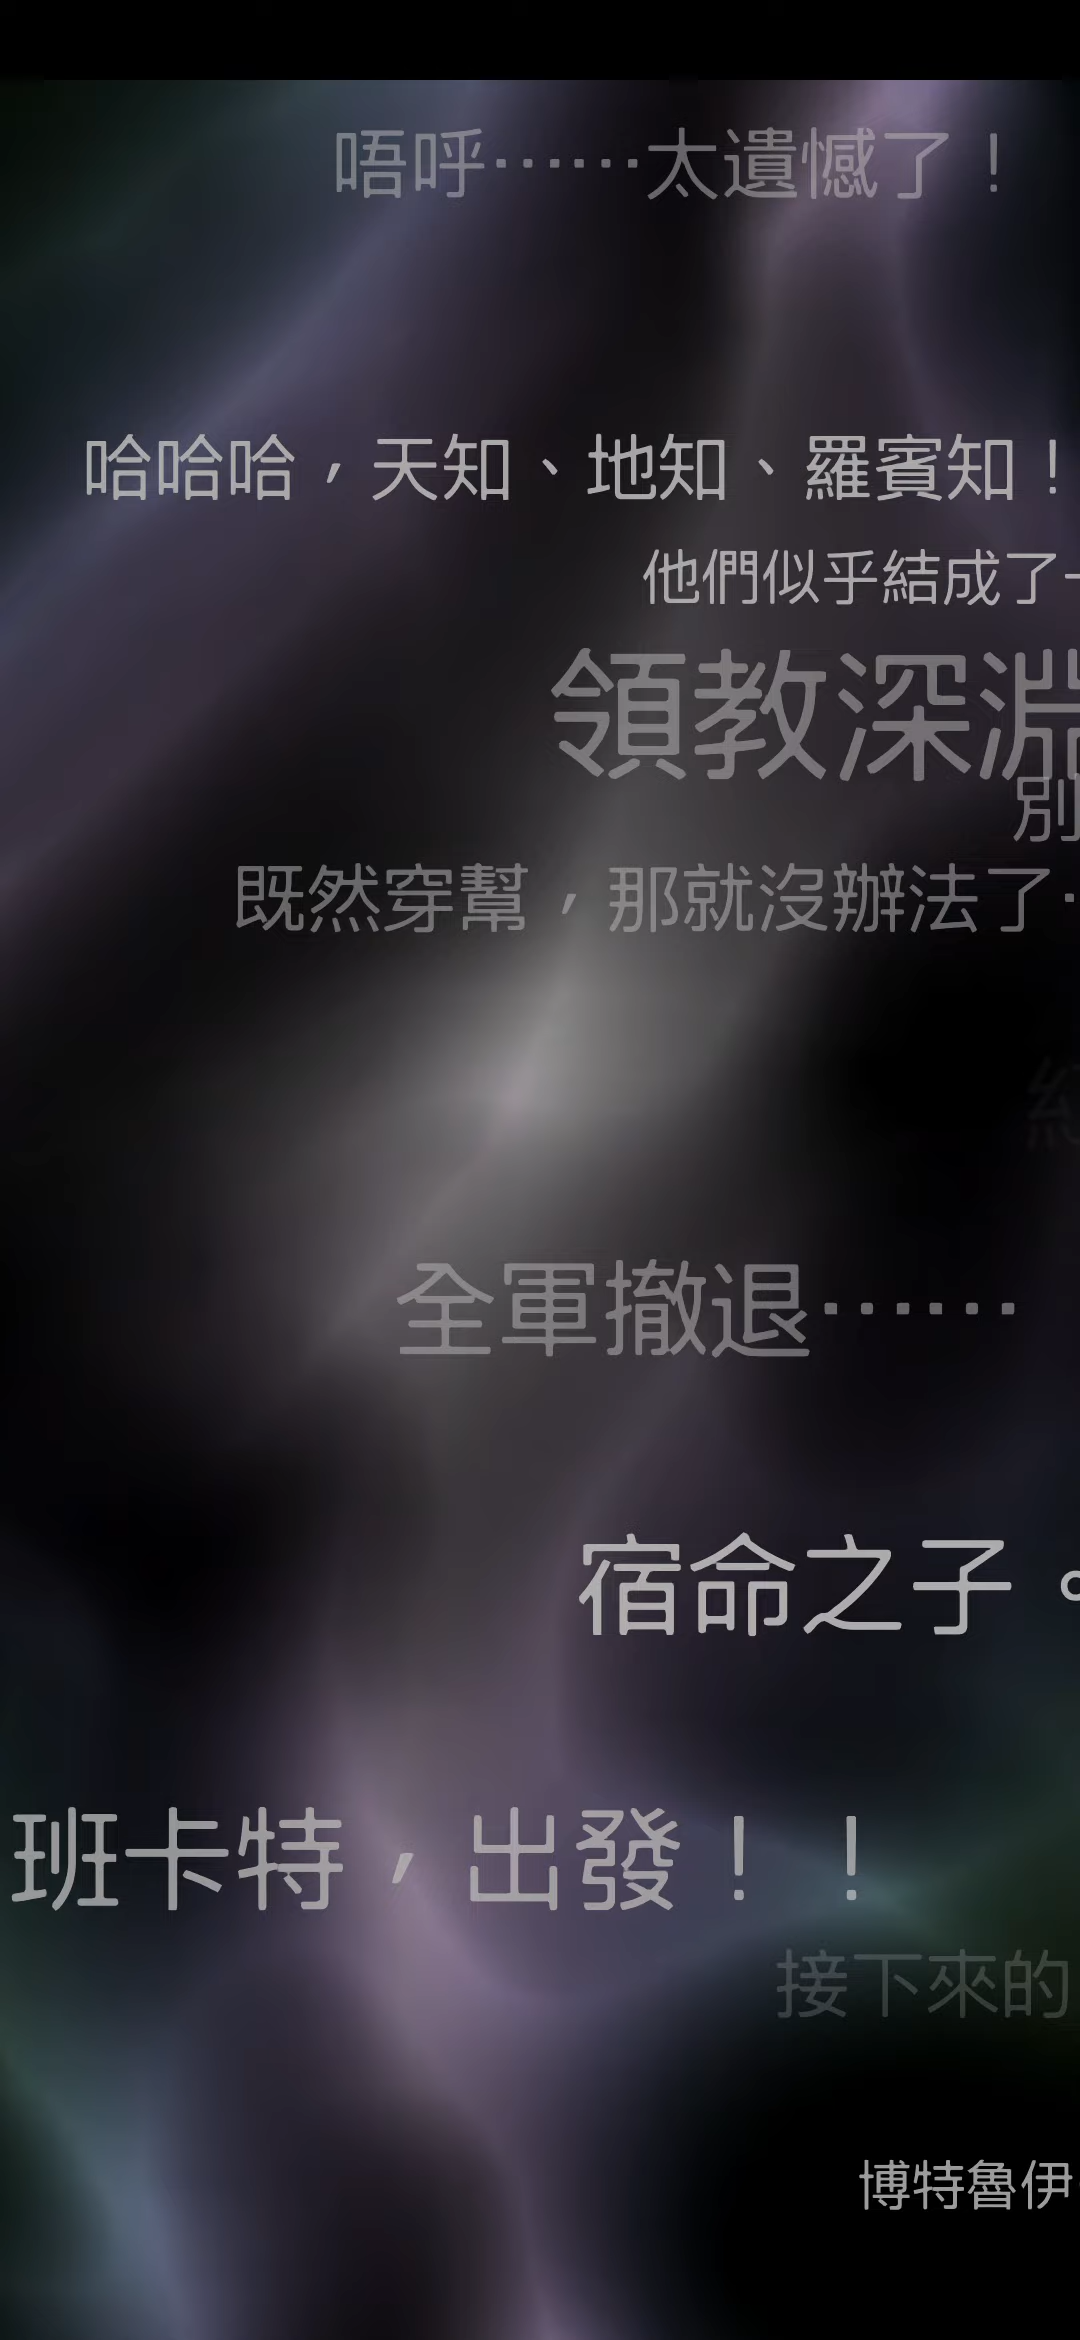 唔呼⋯⋯太遺憾了！
哈哈哈，天知、地知、羅賓知！
他們似乎結成了
領教深淵
別
既然穿幫，那就沒辦法了
全軍撤退⋯⋯
宿命之子。
班卡特，出發！！
接下來的
博特魯伊